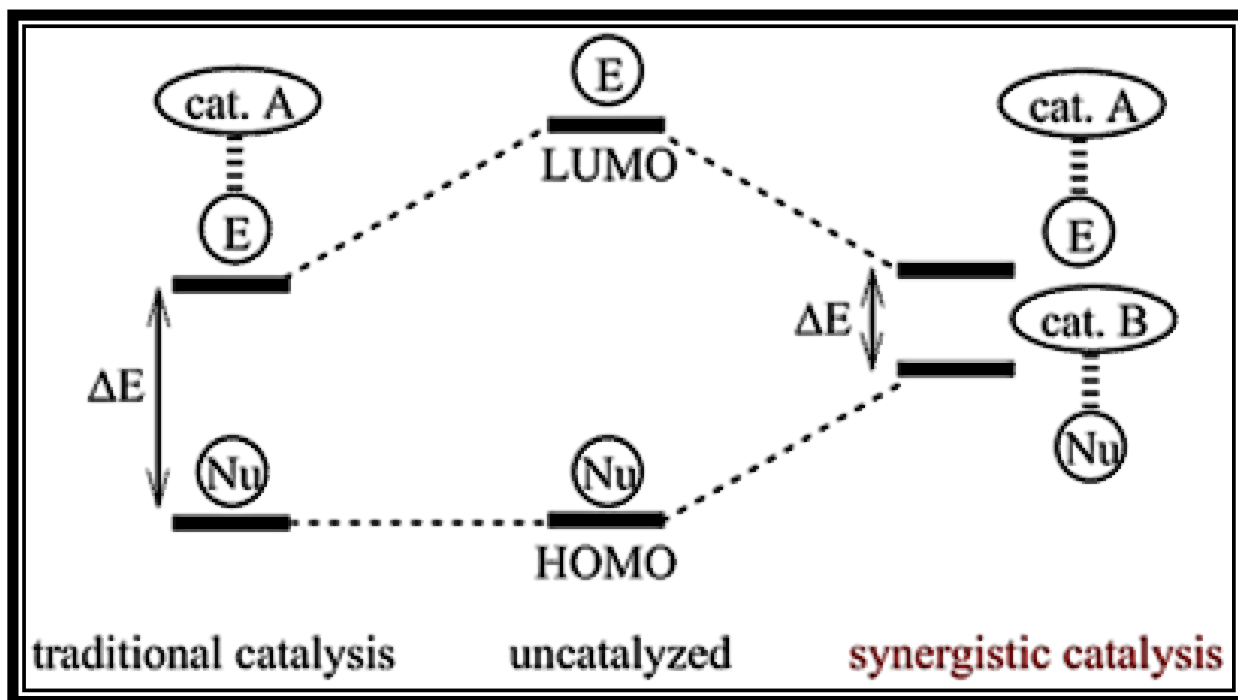 E
cat. A
cat. A
LUMO
E
E
cat. B
ΔE
ΔE
Nu
Nu
Nu
HOMO
traditional catalysis
uncatalyzed
synergistic catalysis